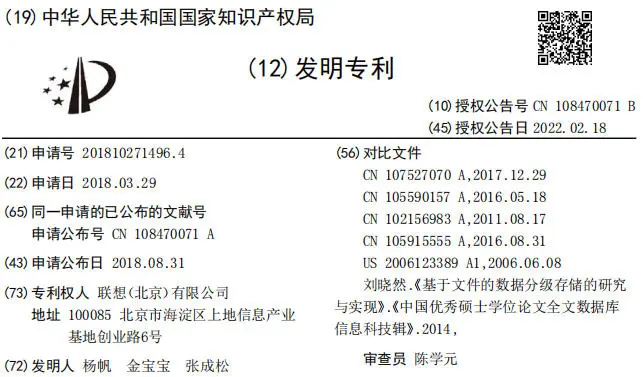 (19)中华人民共和国国家知识产权局
(12)发明专利
(10)授权公告号 CN 108470071 B
(45)授权公告日 2022.02.18
(21)申请号 201810271496.4
(22)申请日 2018.03.29
(65)同一申请的已公布的文献号
申请公布号 CN 108470071 A
(43)申请公布日 2018.08.31
(73)专利权人 联想(北京)有限公司
地址 100085 北京市海淀区上地信息产业
基地创业路6号
(72)发明人 杨帆 金宝宝 张成松
(56)对比文件
CN 107527070 A,2017.12.29
CN 105590157 A,2016.05.18
CN 102156983 A,2011.08.17
CN 105915555 A,2016.08.31
US 2006123389 A1,2006.06.08
刘晓然.《基于文件的数据分级存储的研究
与实现》.《中国优秀硕士学位论文全文数据库
信息科技辑》.2014,
审查员 陈学元